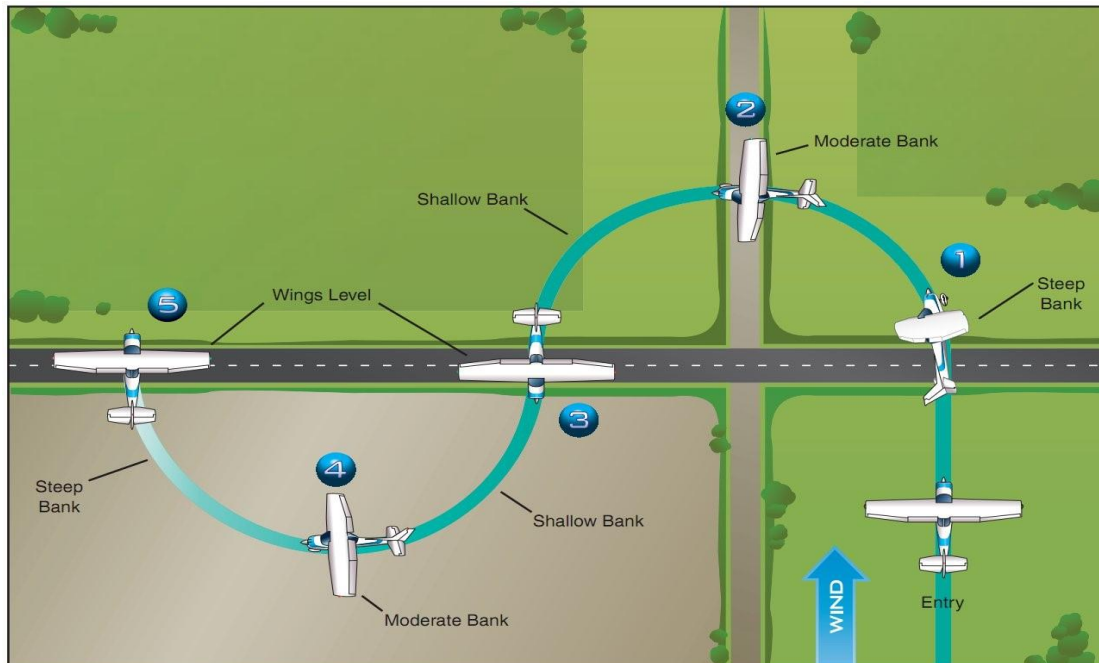 2
Moderate Bank
Shallow Bank
1
Steep
Bank
5
Wings Level
3
4
Steep
Bank
Shallow Bank
Moderate Bank
WIND
Entry